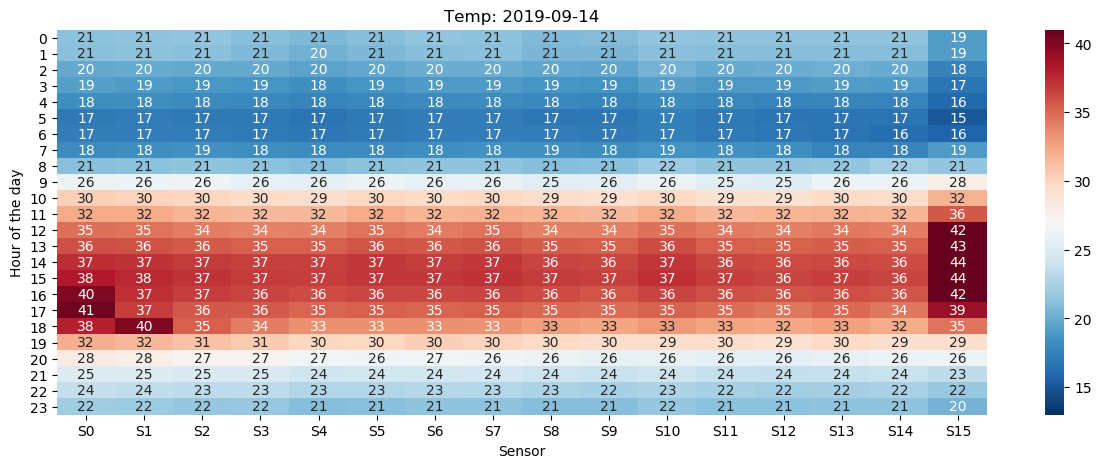 Temp: 2019-09-14
0 21 21 21 21 21 21 21 21 21 21 21 21 21 21 21 19
1 21 21 21 21 20 21 21 21 21 21 21 21 21 21 21 19
2 20 20 20 20 20 20 20 20 20 20 20 20 20 20 20 18
3 19 19 19 19 18 19 19 19 19 19 19 19 19 19 19 17
4 18 18 18 18 18 18 18 18 18 18 18 18 18 18 18 16
5 17 17 17 17 17 17 17 17 17 17 17 17 17 17 17 15
6 17 17 17 17 17 17 17 17 17 17 17 17 17 17 16 16
7 18 18 19 18 18 18 18 18 19 18 19 18 18 18 18 19
8 21 21 21 21 21 21 21 21 21 21 22 21 21 22 22 21
9 26 26 26 26 26 26 26 26 25 26 26 25 25 26 26 28
10 30 30 30 30 29 30 30 30 29 29 30 29 29 30 30 32
11 32 32 32 32 32 32 32 32 32 32 32 32 32 32 32 36
12 35 35 34 34 34 35 34 35 34 34 35 34 34 34 34 42
13 36 36 36 35 35 36 36 36 35 35 36 35 35 35 35 43
14 37 37 37 37 37 37 37 37 36 36 37 36 36 36 36 44
15 38 38 37 37 37 37 37 37 37 37 37 37 36 37 36 44
16 40 37 37 36 36 36 36 36 36 36 36 36 36 36 36 42
17 41 37 36 36 35 35 35 35 35 35 35 35 35 35 34 39
18 38 40 35 34 33 33 33 33 33 33 33 33 32 33 32 35
19 32 32 31 31 30 30 30 30 30 30 29 30 29 30 29 29
20 28 28 27 27 27 26 27 26 26 26 26 26 26 26 26 26
21 25 25 25 25 24 24 24 24 24 24 24 24 24 24 24 23
22 24 24 23 23 23 23 23 23 22 23 22 22 22 22 22 22
23 22 22 22 22 21 21 21 21 21 21 22 21 21 21 21 20
S0 S1 S2 S3 S4 S5 S6 S7 S8 S9 S10 S11 S12 S13 S14 S15
Sensor
Hour of the day
40
35
30
25
20
15